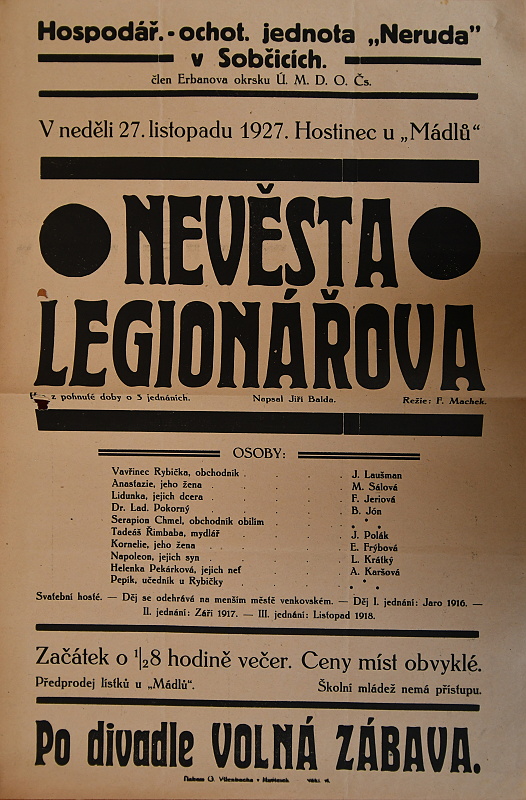 Hospodář.-ochot. jednota „Neruda"
v Sobčicích.
člen Erbanova okrsku Ú. M. D. O. Čs.
V neděli 27. listopadu 1927. Hostinec u „Mádlů"
NEVĚSTA
LEGIONÁŘOVA
z pohnuté doby o 3 jednáních. Napsal Jiří Balda. Režie: F. Machek.
OSOBY:
Vavřinec Rybička, obchodník . . . . . J. Laušman
Anastazie, jeho žena . . . . . M. Sálová
Lidunka, jejich dcera . . . . . F. Jeriová
Dr. Lad. Pokorný . . . . . B. Jón
Serapion Chmel, obchodník obilím . . . . * * *
Tadeáš Řimbaba, mydlář . . . . J. Polák
Kornelie, jeho žena . . . . . E. Frýbová
Napoleon, jejich syn . . . . . L. Krátký
Helenka Pekárková, jejich neť . . . . A. Karšová
Pepík, učedník u Rybičky . . . . . * * *
Svatební hosté. — Děj se odehrává na menším městě venkovském. — Děj I. jednání: Jaro 1916. —
II. jednání: Září 1917. — III. jednání: Listopad 1918.
Začátek o ½8 hodině večer. Ceny míst obvyklé.
Předprodej lístků u „Mádlů". Školní mládež nemá přístupu.
Po divadle VOLNÁ ZÁBAVA.